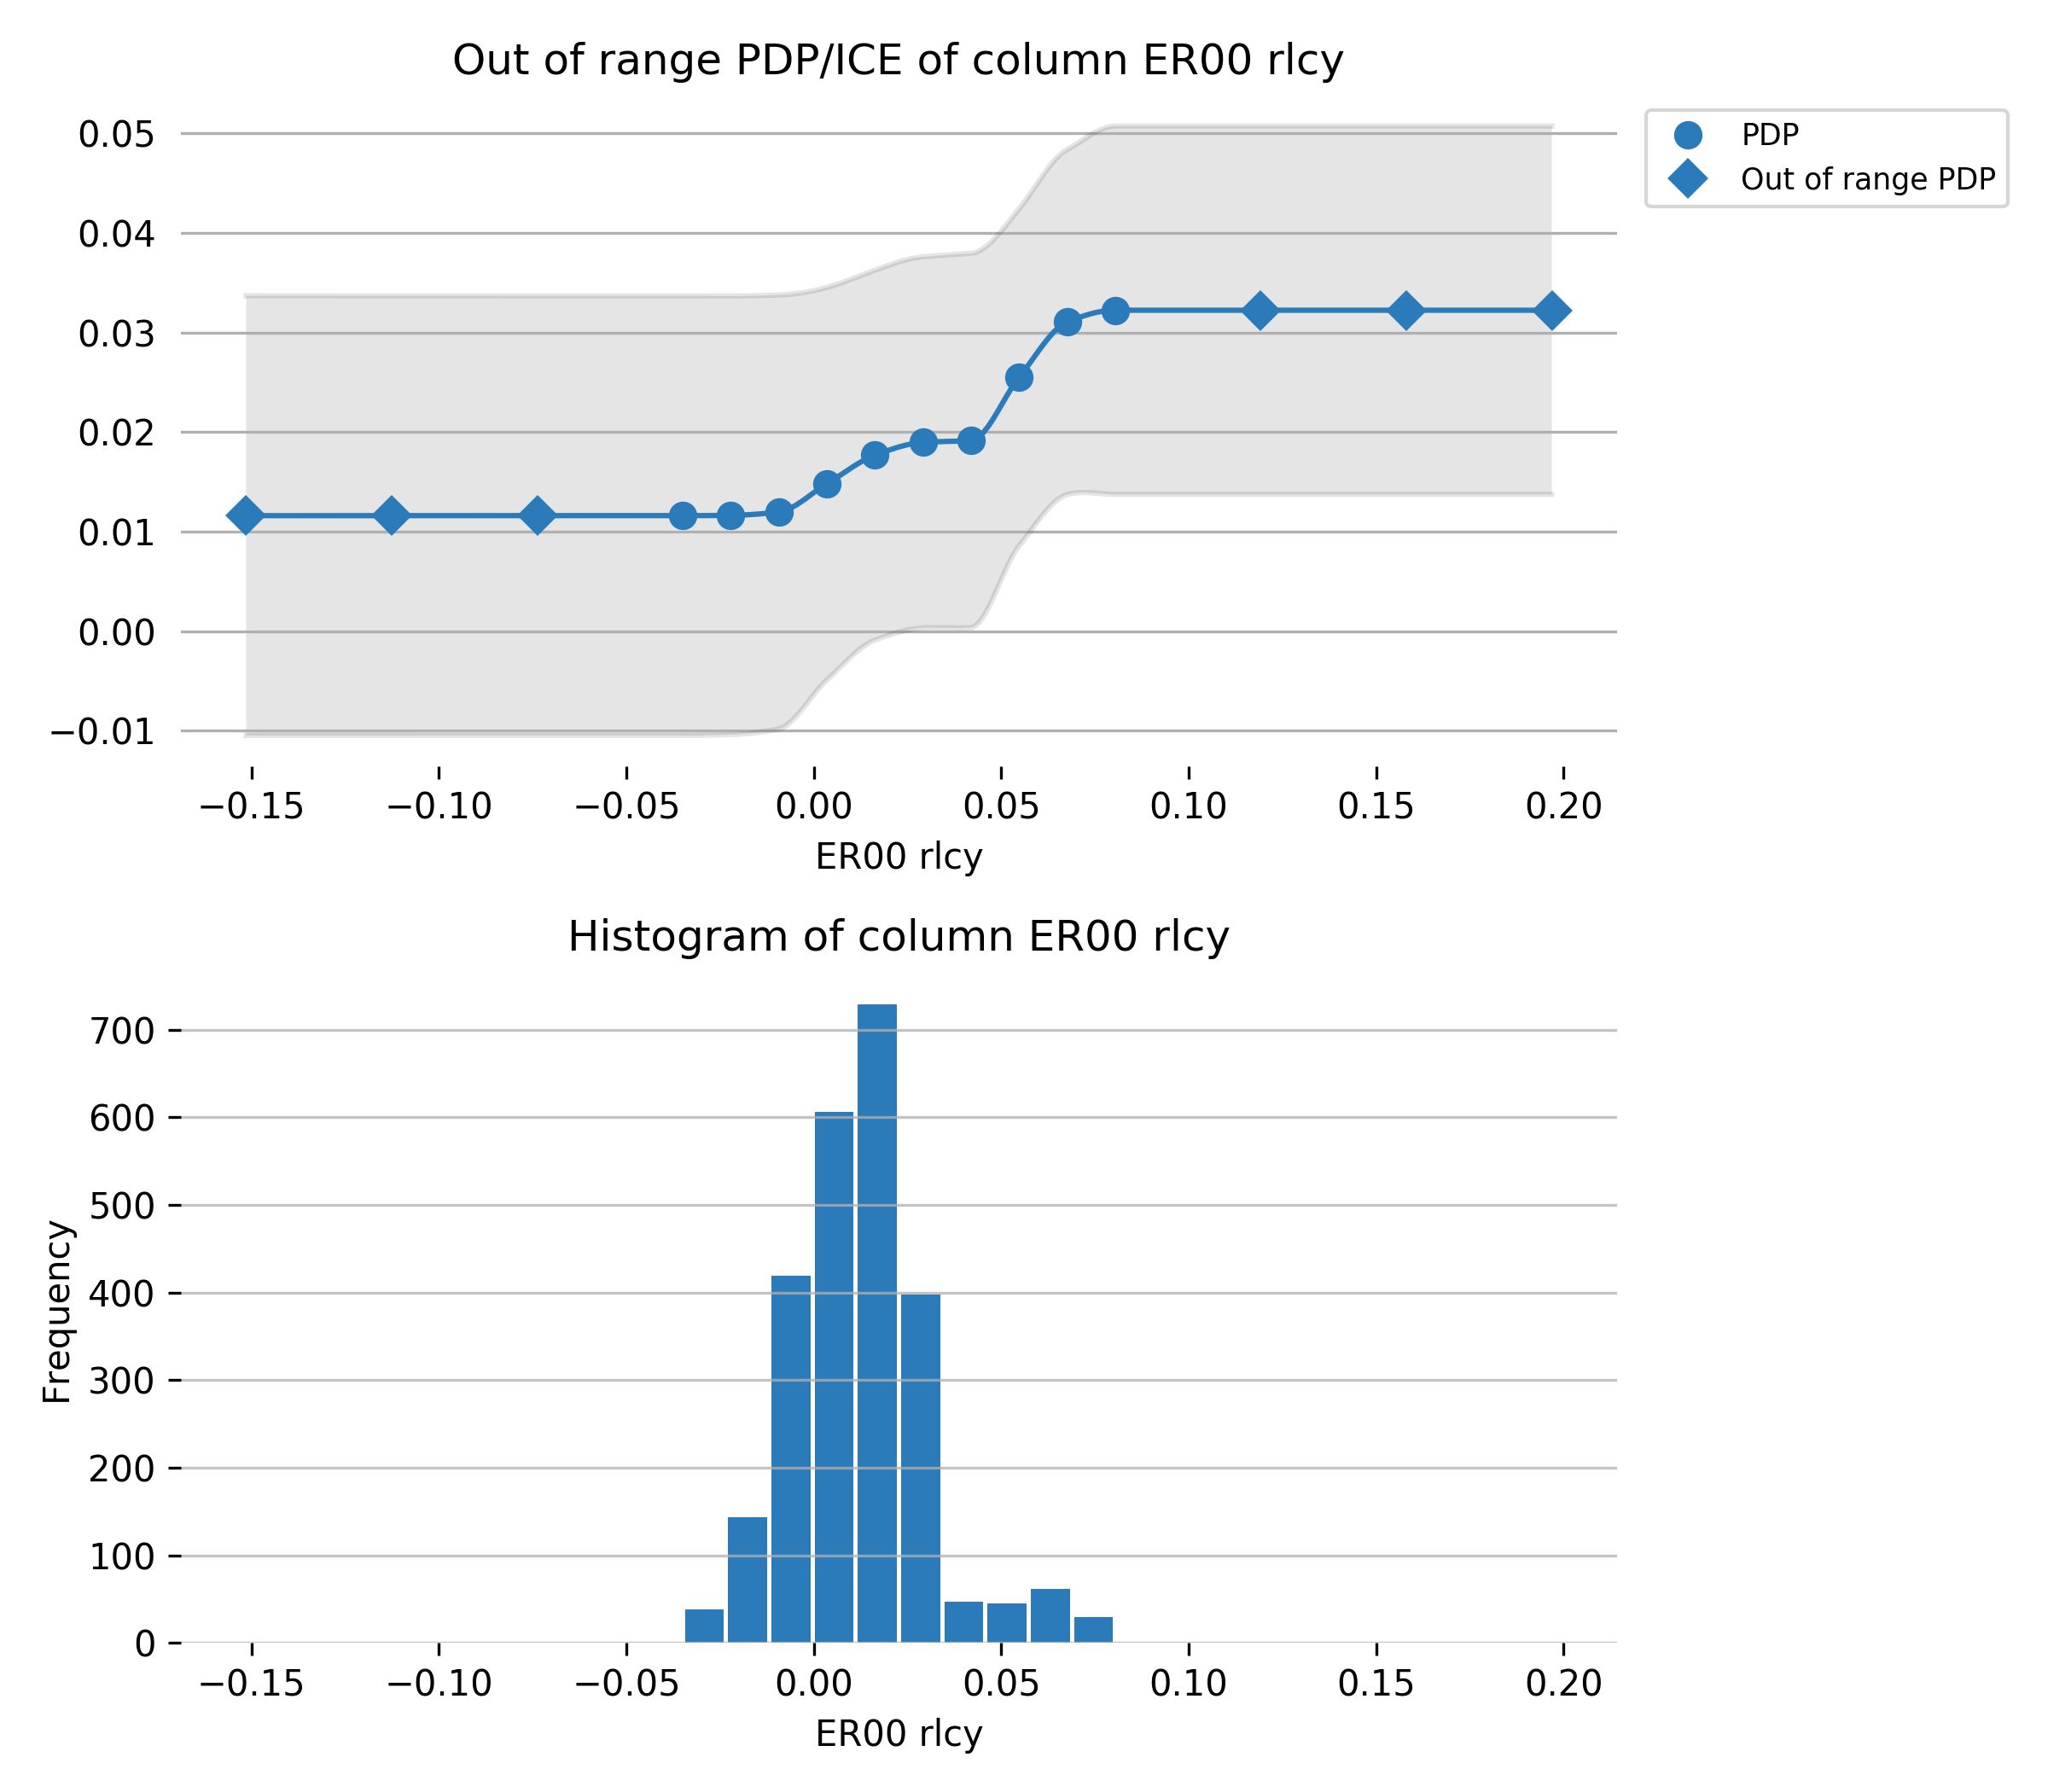 Out of range PDP/ICE of column ER00 rlcy
PDP
Out of range PDP
0.05
0.04
0.03
0.02
0.01
0.00
−0.01
−0.15 −0.10 −0.05 0.00 0.05 0.10 0.15 0.20
ER00 rlcy
Histogram of column ER00 rlcy
Frequency
700
600
500
400
300
200
100
0
−0.15 −0.10 −0.05 0.00 0.05 0.10 0.15 0.20
ER00 rlcy